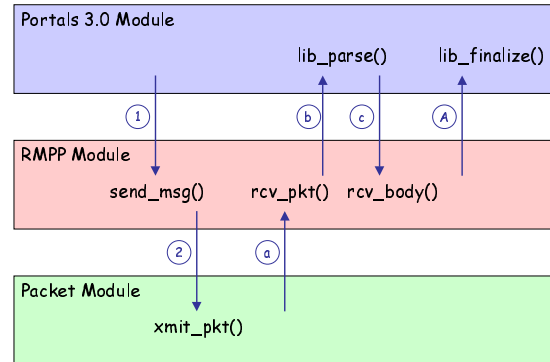 Portals 3.0 Module
lib_parse() lib_finalize()
1 b c A
RMPP Module
send_msg() rcv_pkt() rcv_body()
2 a
Packet Module
xmit_pkt()